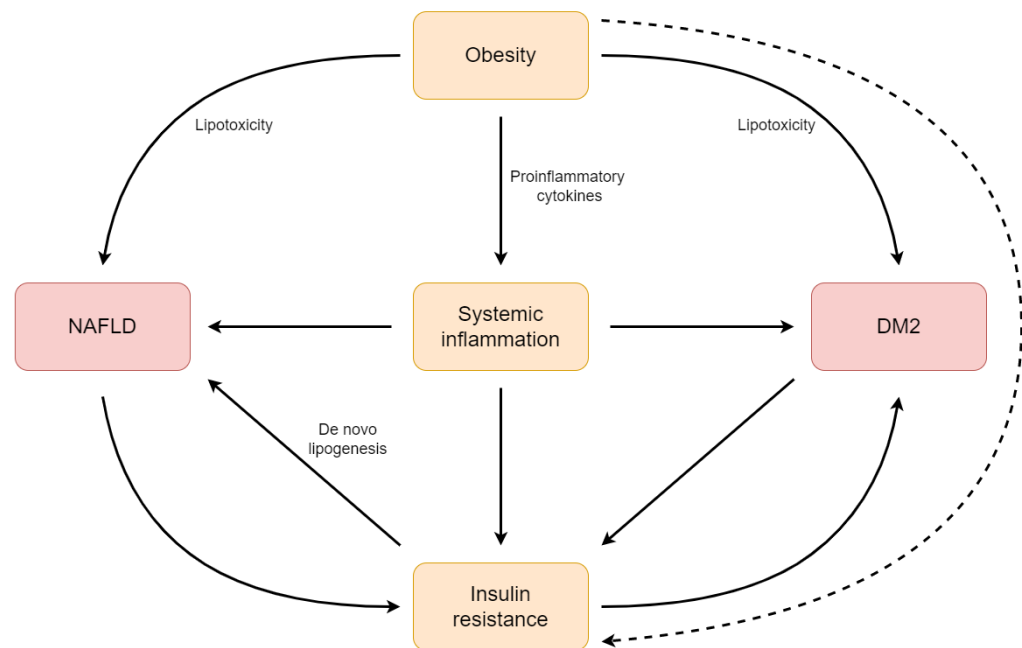 Obesity
Lipotoxicity
Lipotoxicity
Proinflammatory
cytokines
NAFLD
Systemic
inflammation
DM2
De novo
lipogenesis
Insulin
resistance